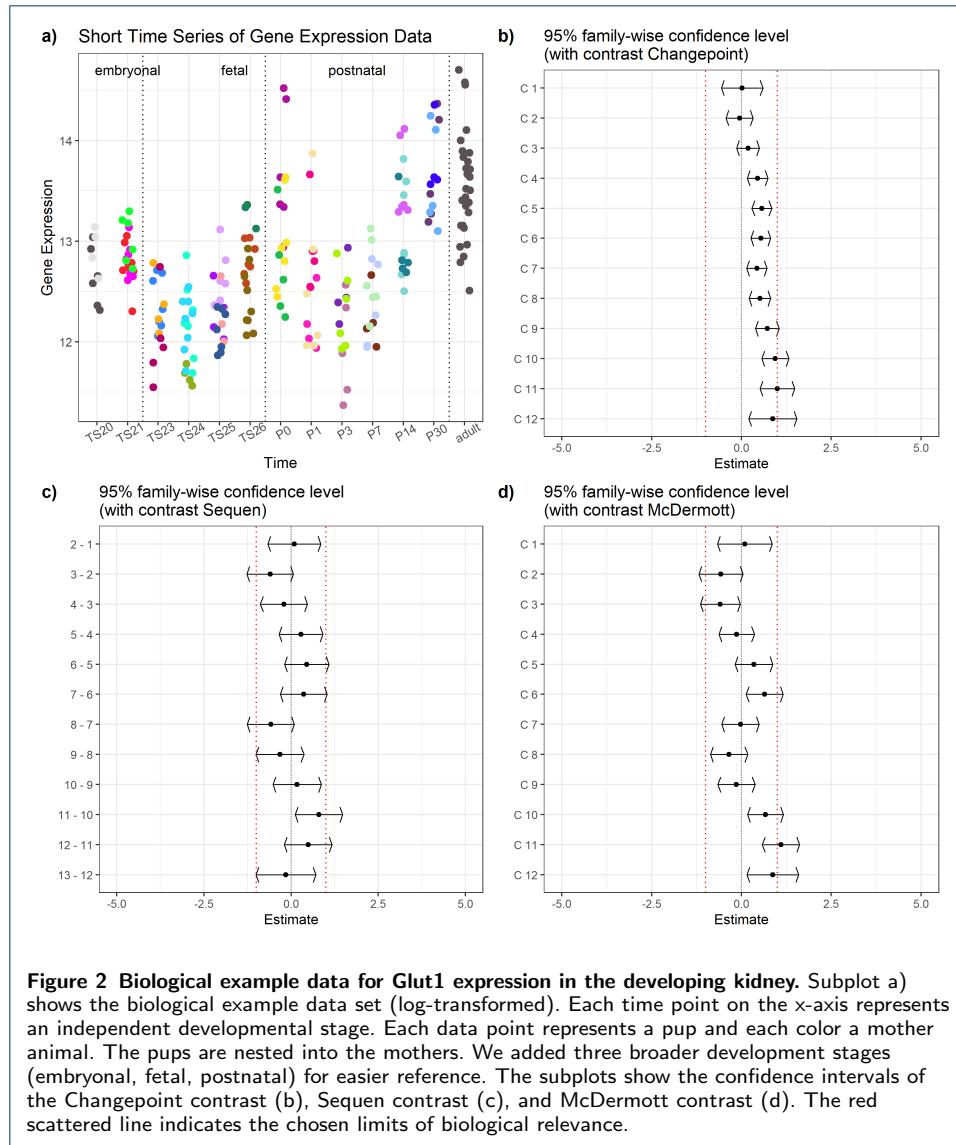 a) Short Time Series of Gene Expression Data
embryonal fetal postnatal
Gene Expression
14
13
12
TS20 TS21 TS23 TS24 TS25 TS26 P0 P1 P3 P7 P14 P30 adult
Time
b) 95% family-wise confidence level
(with contrast Changepoint)
C 1
C 2
C 3
C 4
C 5
C 6
C 7
C 8
C 9
C 10
C 11
C 12
-5.0 -2.5 0.0 2.5 5.0
Estimate
c) 95% family-wise confidence level
(with contrast Sequen)
2 - 1
3 - 2
4 - 3
5 - 4
6 - 5
7 - 6
8 - 7
9 - 8
10 - 9
11 - 10
12 - 11
13 - 12
-5.0 -2.5 0.0 2.5 5.0
Estimate
d) 95% family-wise confidence level
(with contrast McDermott)
C 1
C 2
C 3
C 4
C 5
C 6
C 7
C 8
C 9
C 10
C 11
C 12
-5.0 -2.5 0.0 2.5 5.0
Estimate
Figure 2 Biological example data for Glut1 expression in the developing kidney. Subplot a)
shows the biological example data set (log-transformed). Each time point on the x-axis represents
an independent developmental stage. Each data point represents a pup and each color a mother
animal. The pups are nested into the mothers. We added three broader development stages
(embryonal, fetal, postnatal) for easier reference. The subplots show the confidence intervals of
the Changepoint contrast (b), Sequen contrast (c), and McDermott contrast (d). The red
scattered line indicates the chosen limits of biological relevance.